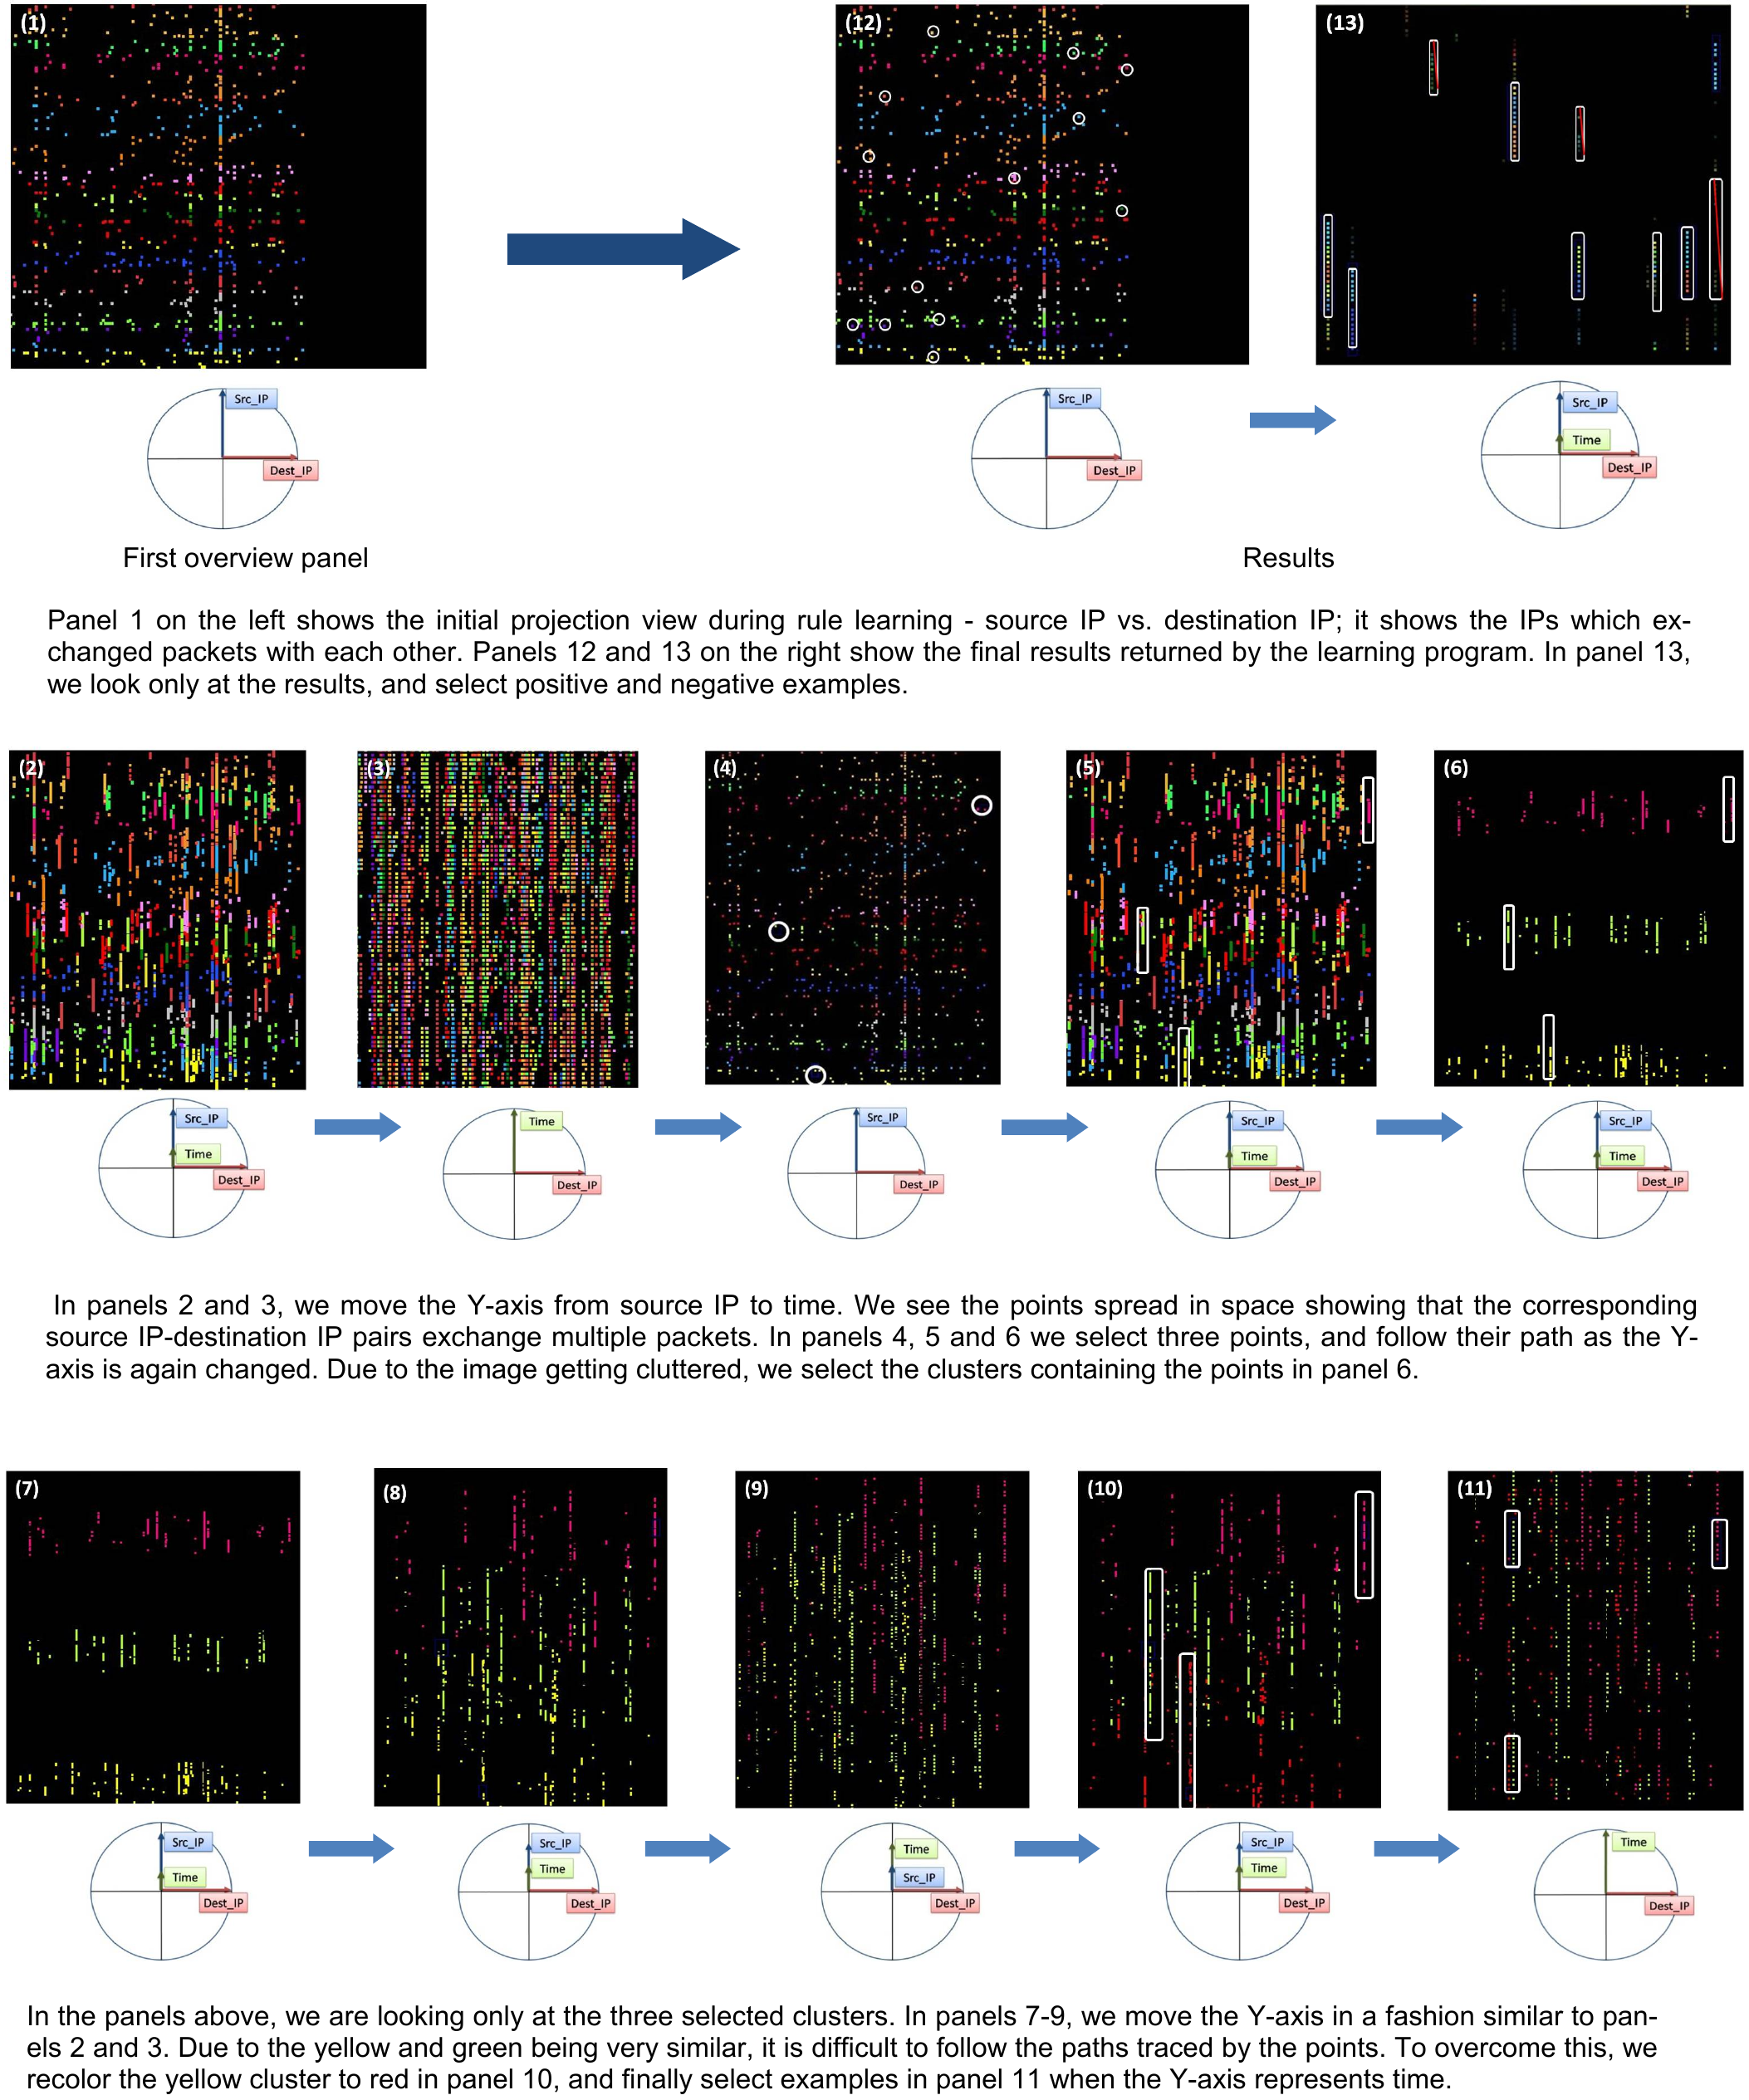 (1)
(12)
(13)
Src_IP
Dest_IP
Src_IP
Dest_IP
Src_IP
Time
Dest_IP
First overview panel
Results
Panel 1 on the left shows the initial projection view during rule learning - source IP vs. destination IP; it shows the IPs which ex-
changed packets with each other. Panels 12 and 13 on the right show the final results returned by the learning program. In panel 13,
we look only at the results, and select positive and negative examples.
(2)
(3)
(4)
(5)
(6)
Src_IP
Time
Dest_IP
Time
Dest_IP
Src_IP
Dest_IP
Src_IP
Time
Dest_IP
Src_IP
Time
Dest_IP
In panels 2 and 3, we move the Y-axis from source IP to time. We see the points spread in space showing that the corresponding
source IP-destination IP pairs exchange multiple packets. In panels 4, 5 and 6 we select three points, and follow their path as the Y-
axis is again changed. Due to the image getting cluttered, we select the clusters containing the points in panel 6.
(7)
(8)
(9)
(10)
(11)
Src_IP
Time
Dest_IP
Src_IP
Time
Dest_IP
Time
Src_IP
Dest_IP
Src_IP
Time
Dest_IP
Time
Dest_IP
In the panels above, we are looking only at the three selected clusters. In panels 7-9, we move the Y-axis in a fashion similar to pan-
els 2 and 3. Due to the yellow and green being very similar, it is difficult to follow the paths traced by the points. To overcome this, we
recolor the yellow cluster to red in panel 10, and finally select examples in panel 11 when the Y-axis represents time.